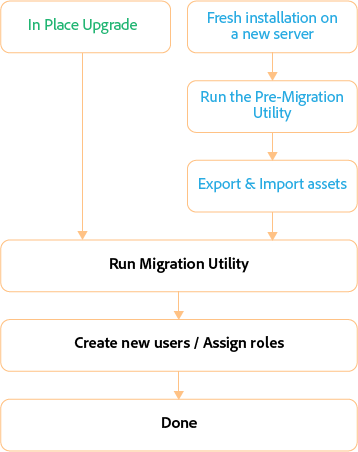 In Place Upgrade
Fresh installation on
a new server
Run the Pre-Migration
Utility
Export & Import assets
Run Migration Utility
Create new users / Assign roles
Done